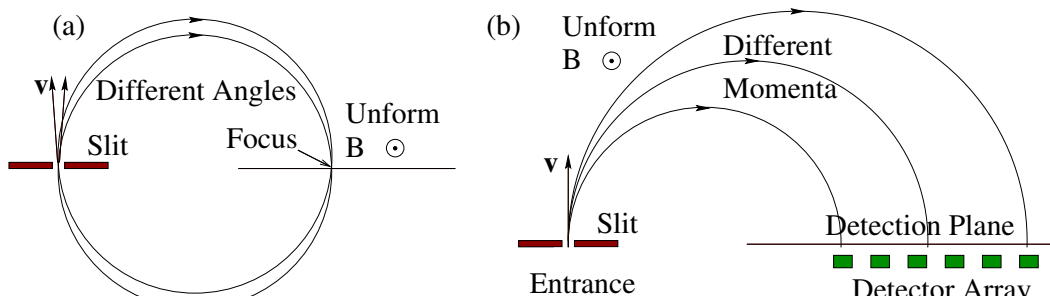 (a)
v
Different Angles
Slit
Focus
Unform
B
(b)
Unform
B
Different
Momenta
v
Slit
Entrance
Detection Plane
Detector Array